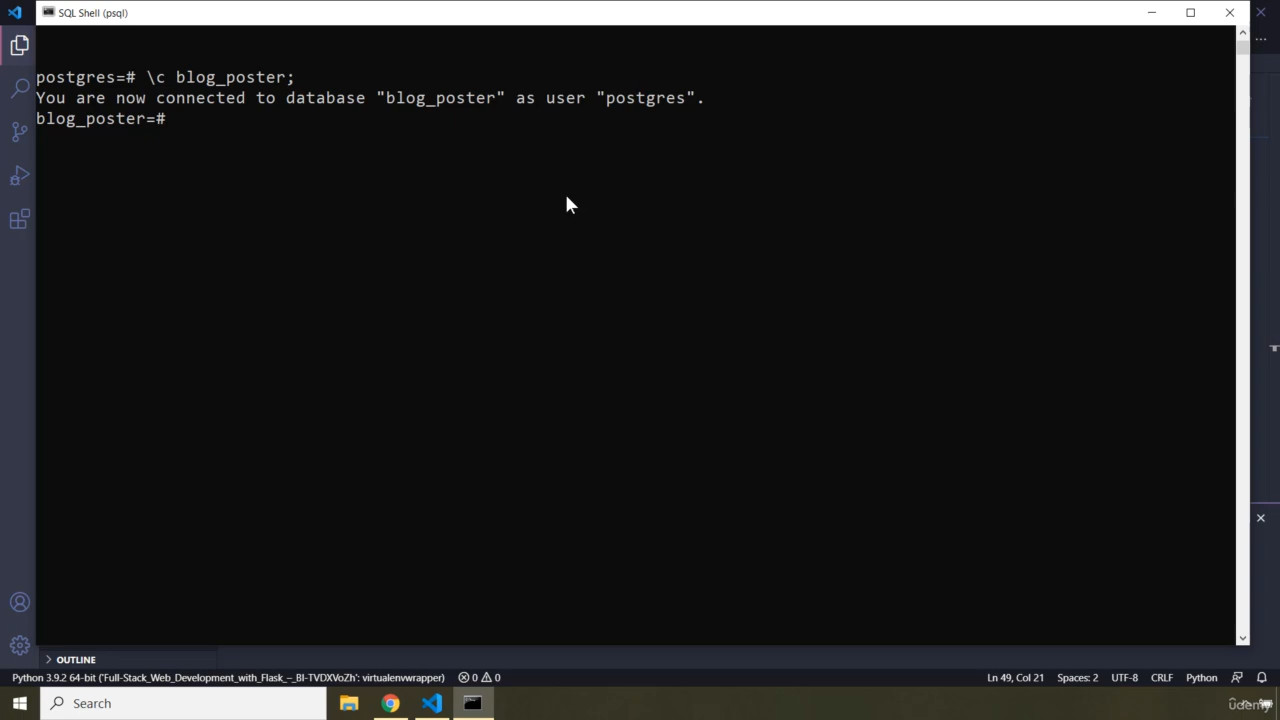 SQL Shell (psql)
postgres=# \c blog_poster;
You are now connected to database "blog_poster" as user "postgres".
blog_poster=#
OUTLINE
Python 3.9.2 64-bit ('Full-Stack_Web_Development_with_Flask_–_BI-TVDXVoZh': virtualenvwrapper) 0 0 Ln 49, Col 21 Spaces: 2 UTF-8 CRLF Python
Search
udemy